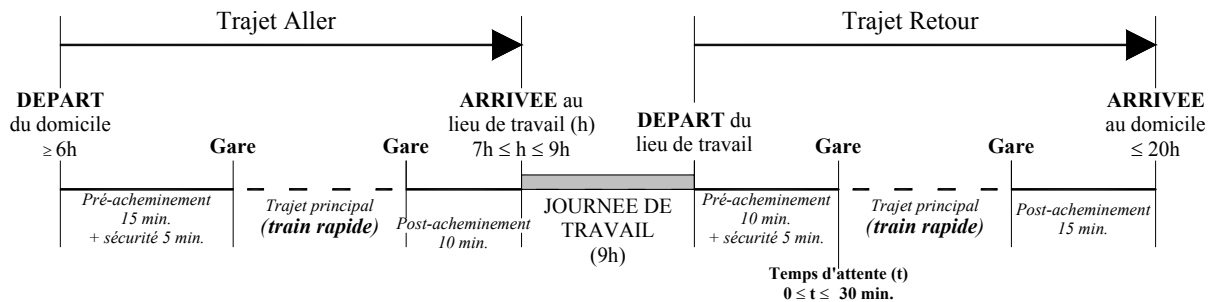 Trajet Aller
Trajet Retour
DEPART
du domicile
≥ 6h
Gare
Gare
ARRIVEE au
lieu de travail (h)
7h ≤ h ≤ 9h
DEPART du
lieu de travail
Gare
Gare
ARRIVEE
au domicile
≤ 20h
Pré-acheminement
15 min.
+ sécurité 5 min.
Trajet principal
(train rapide)
Post-acheminement
10 min.
JOURNEE DE
TRAVAIL
(9h)
Pré-acheminement
10 min.
+ sécurité 5 min.
Trajet principal
(train rapide)
Post-acheminement
15 min.
Temps d'attente (t)
0 ≤ t ≤ 30 min.